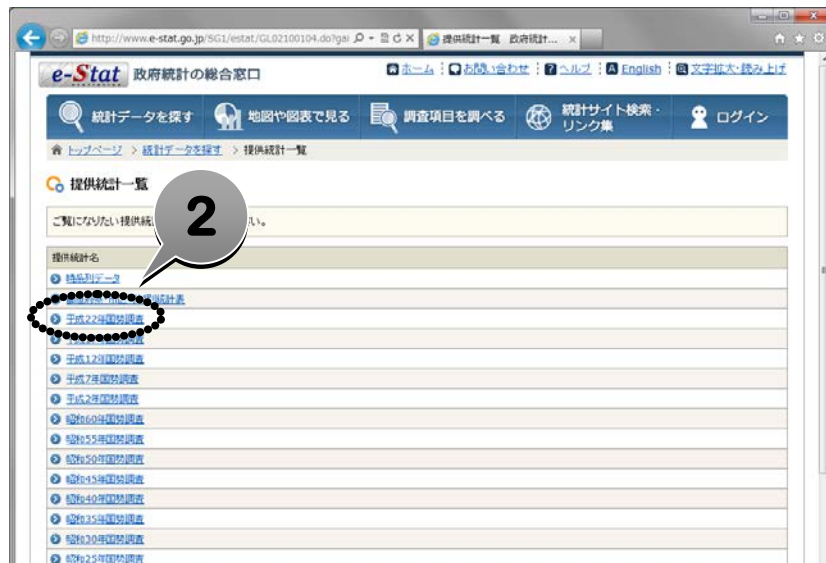 http://www.e-stat.go.jp/SG1/estat/GL02100104.do?gai
提供統計一覧 政府統計...
e-Stat 政府統計の総合窓口
ホーム お問い合わせ ヘルプ English 文字拡大・読み上げ
統計データを探す 地図や図表で見る 調査項目を調べる 統計サイト検索・リンク集 ログイン
トップページ > 統計データを探す > 提供統計一覧
提供統計一覧
ご覧になりたい提供統 さい。
2
提供統計名
時系列データ
平成22年国勢調査
平成12年国勢調査
平成7年国勢調査
平成2年国勢調査
昭和60年国勢調査
昭和55年国勢調査
昭和50年国勢調査
昭和45年国勢調査
昭和40年国勢調査
昭和35年国勢調査
昭和30年国勢調査
昭和25年国勢調査